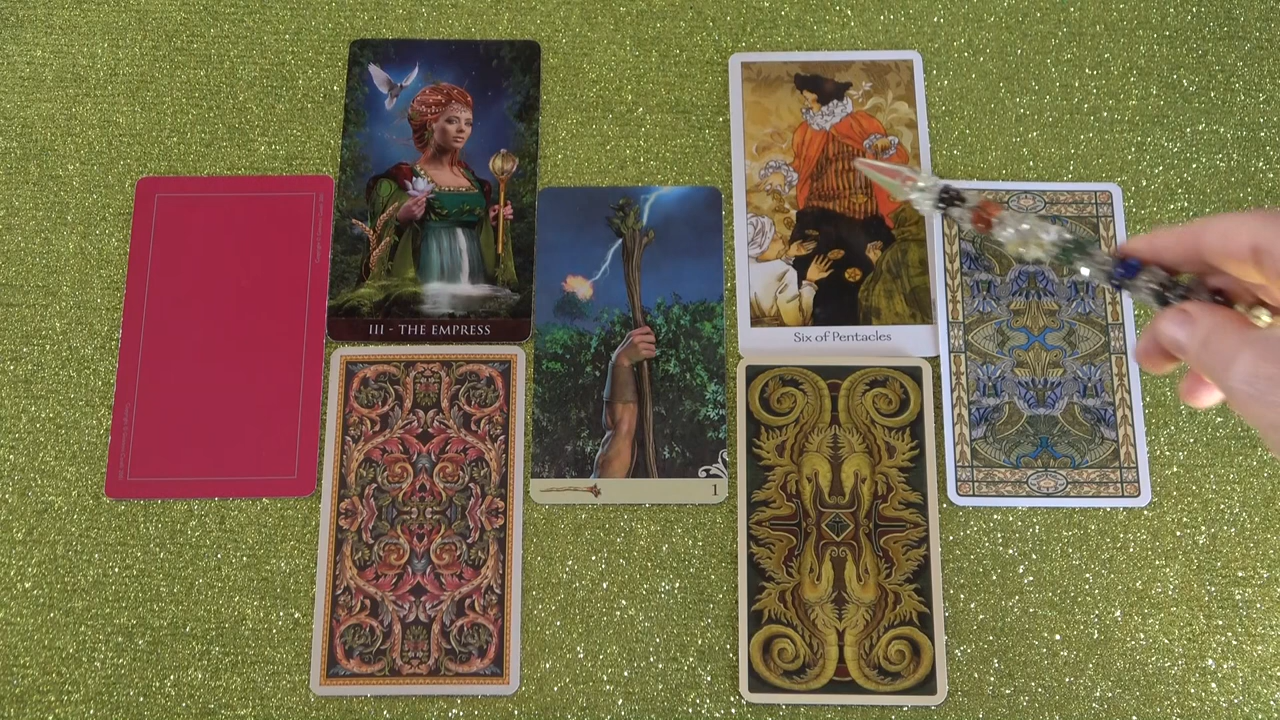 III - THE EMPRESS
Six of Pentacles
1